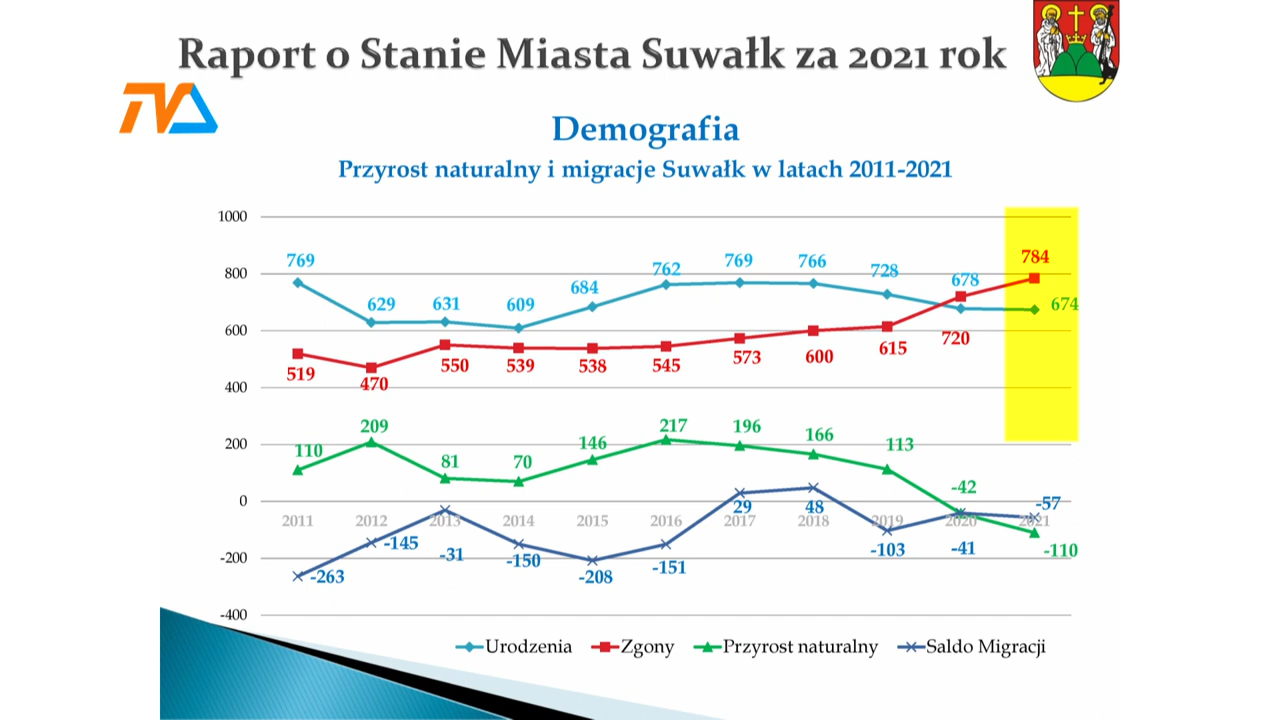 Raport o Stanie Miasta Suwałk za 2021 rok
TVA
Demografia
Przyrost naturalny i migracje Suwałk w latach 2011-2021
1000
800
600
400
200
0
-200
-400
769 629 631 609 684 762 769 766 728 678 674
519 470 550 539 538 545 573 600 615 720 784
110 209 81 70 146 217 196 166 113 -42 -110
2011 2012 2013 2014 2015 2016 2017 2018 2019 2020 2021
-263 -145 -31 -150 -208 -151 29 48 -103 -41 -57
Urodzenia Zgony Przyrost naturalny Saldo Migracji